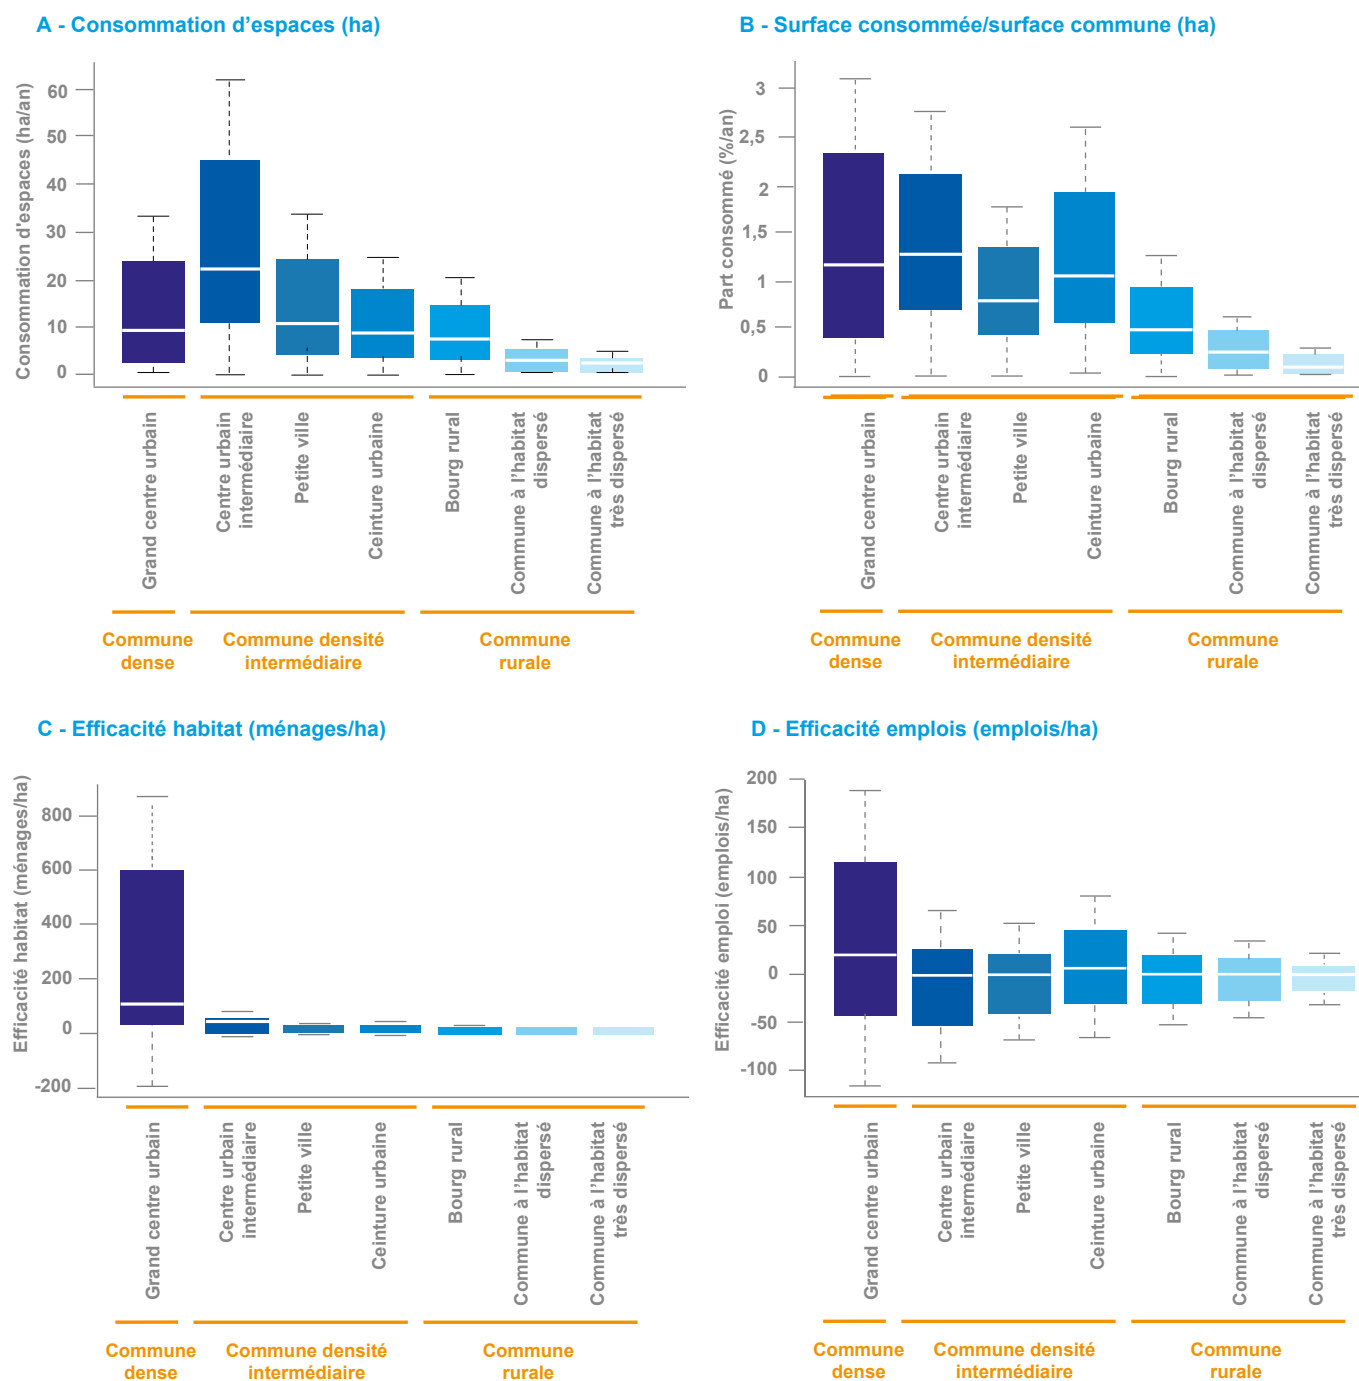 A - Consommation d'espaces (ha)
Consommation d'espaces (ha/an)
60
50
40
30
20
10
0
Grand centre urbain
Centre urbain
intermédiaire
Petite ville
Ceinture urbaine
Bourg rural
Commune à l'habitat
dispersé
Commune à l'habitat
très dispersé
Commune
dense
Commune densité
intermédiaire
Commune
rurale
B - Surface consommée/surface commune (ha)
Part consommé (%/an)
3
2,5
2
1,5
1
0,5
0
Grand centre urbain
Centre urbain
intermédiaire
Petite ville
Ceinture urbaine
Bourg rural
Commune à l'habitat
dispersé
Commune à l'habitat
très dispersé
Commune
dense
Commune densité
intermédiaire
Commune
rurale
C - Efficacité habitat (ménages/ha)
Efficacité habitat (ménages/ha)
800
600
400
200
0
-200
Grand centre urbain
Centre urbain
intermédiaire
Petite ville
Ceinture urbaine
Bourg rural
Commune à l'habitat
dispersé
Commune à l'habitat
très dispersé
Commune
dense
Commune densité
intermédiaire
Commune
rurale
D - Efficacité emplois (emplois/ha)
Efficacité emploi (emplois/ha)
200
150
100
50
0
-50
-100
Grand centre urbain
Centre urbain
intermédiaire
Petite ville
Ceinture urbaine
Bourg rural
Commune à l'habitat
dispersé
Commune à l'habitat
très dispersé
Commune
dense
Commune densité
intermédiaire
Commune
rurale